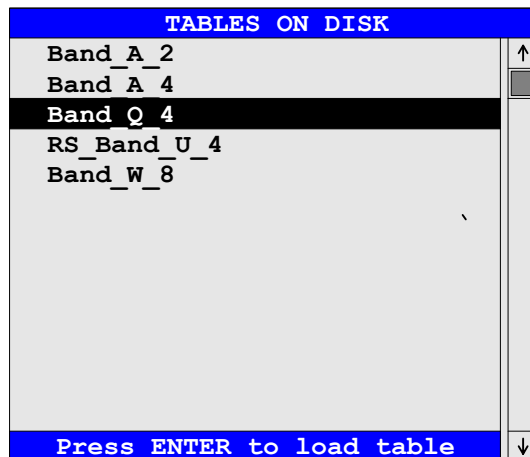 TABLES ON DISK
Band_A_2
Band_A_4
Band_Q_4
RS_Band_U_4
Band_W_8
Press ENTER to load table